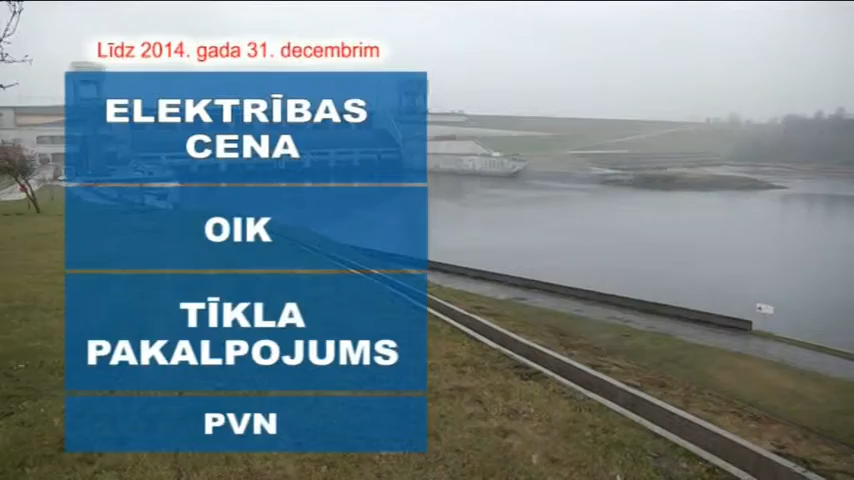 Līdz 2014. gada 31. decembrim
ELEKTRĪBAS
CENA
OIK
TĪKLA
PAKALPOJUMS
PVN